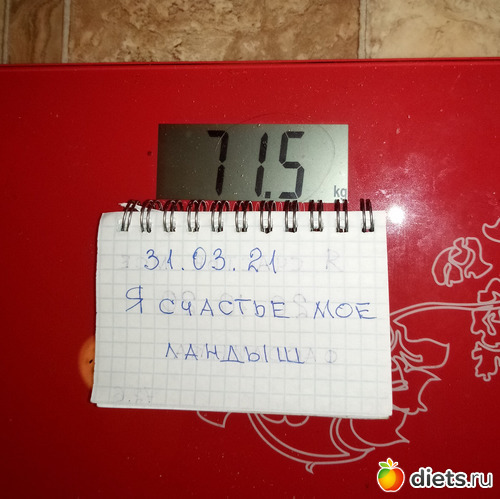 71.5
kg
31.03.21
Я СЧАСТЬЕ МОЕ
ЛАНДЫШ
diets.ru